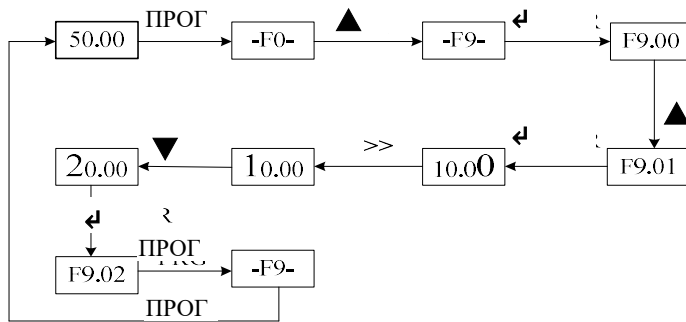 ПРОГ
50.00 -F0- ▲ -F9- ↲ F9.00
▲
20.00 ▼ 10.00 >> 10.00 ↲ F9.01
↲
ПРОГ
F9.02 -F9-
ПРОГ